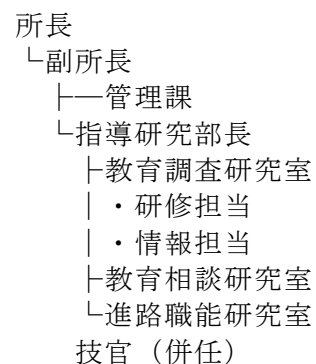 所長
└副所長
├─管理課
└指導研究部長
├教育調査研究室
│・研修担当
│・情報担当
├教育相談研究室
└進路職能研究室
技官（併任）